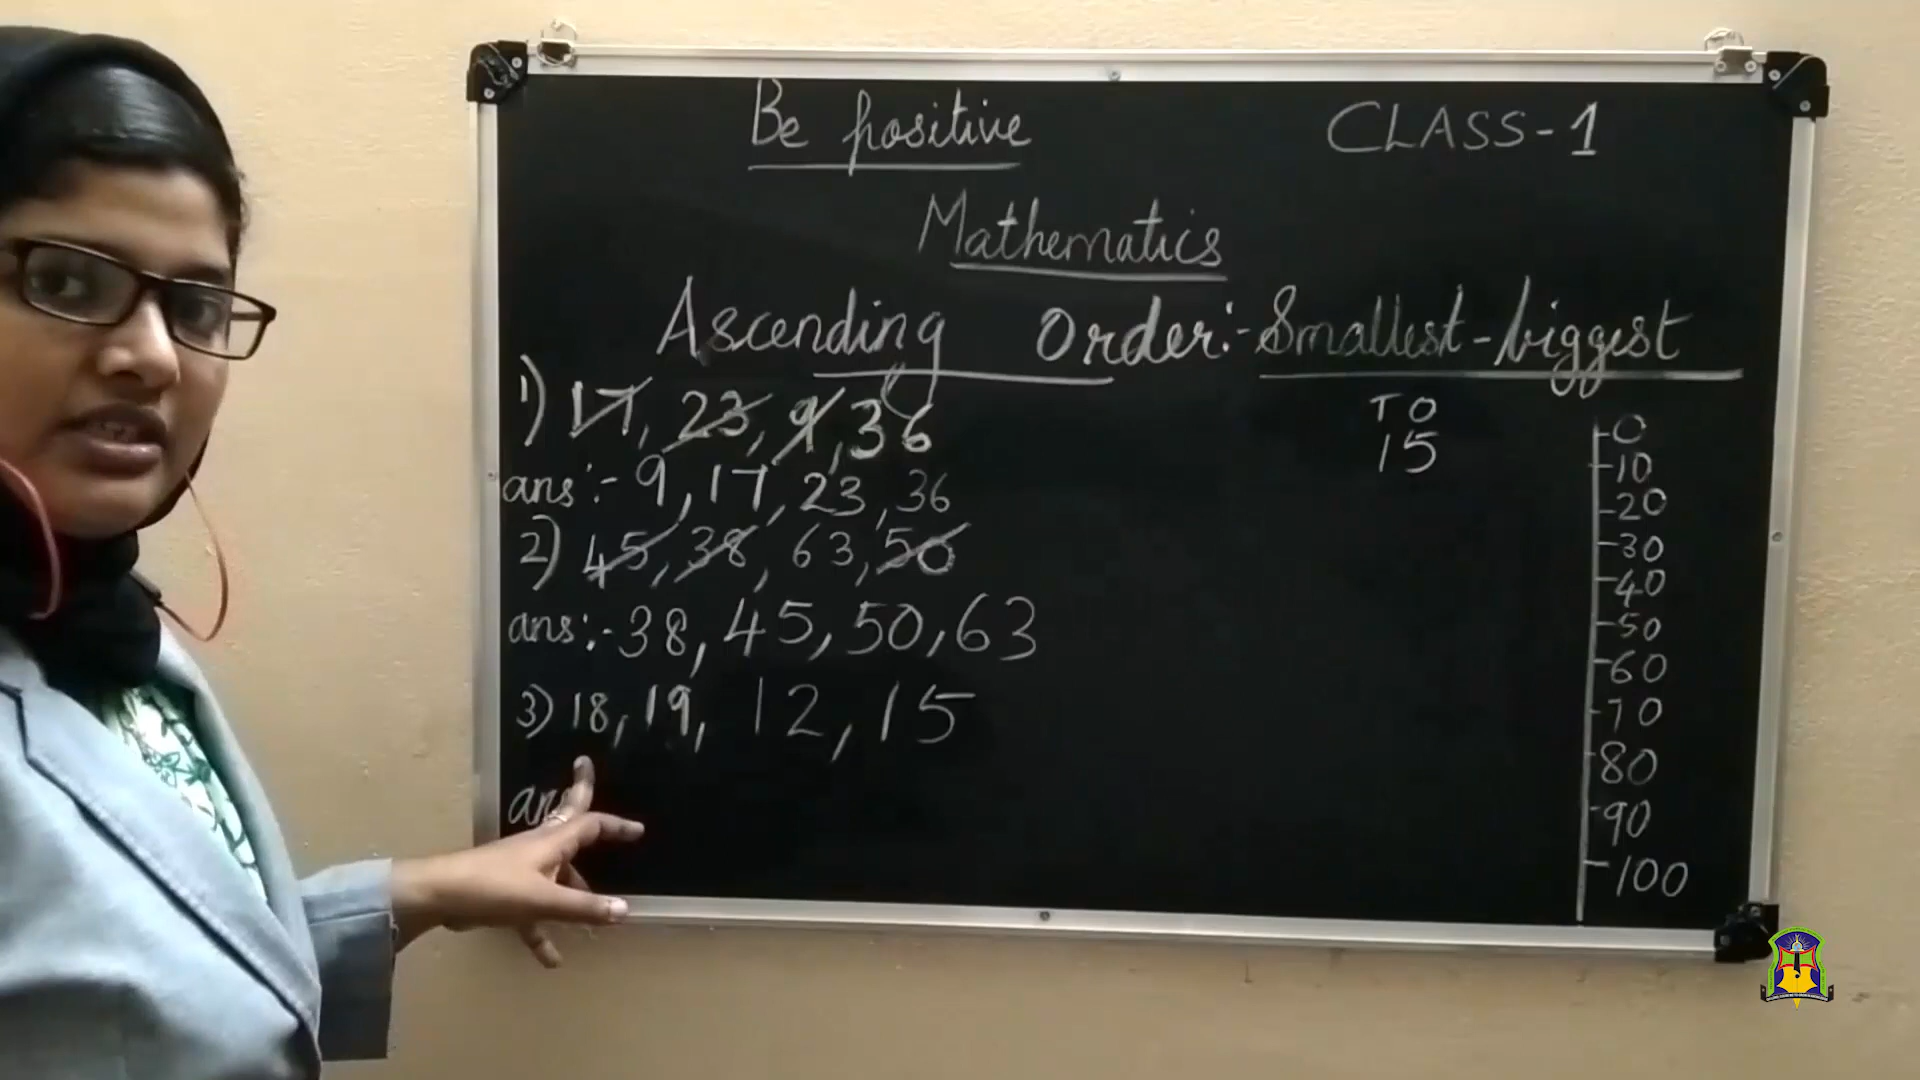 Be positive
CLASS-1
Mathematics
Ascending Order:-Smallest-biggest
1) 17, 23, 9, 36
ans:- 9, 17, 23, 36
2) 45, 38, 63, 50
ans:- 38, 45, 50, 63
3) 18, 19, 12, 15
ans
T O
15
0
10
20
30
40
50
60
70
80
90
100